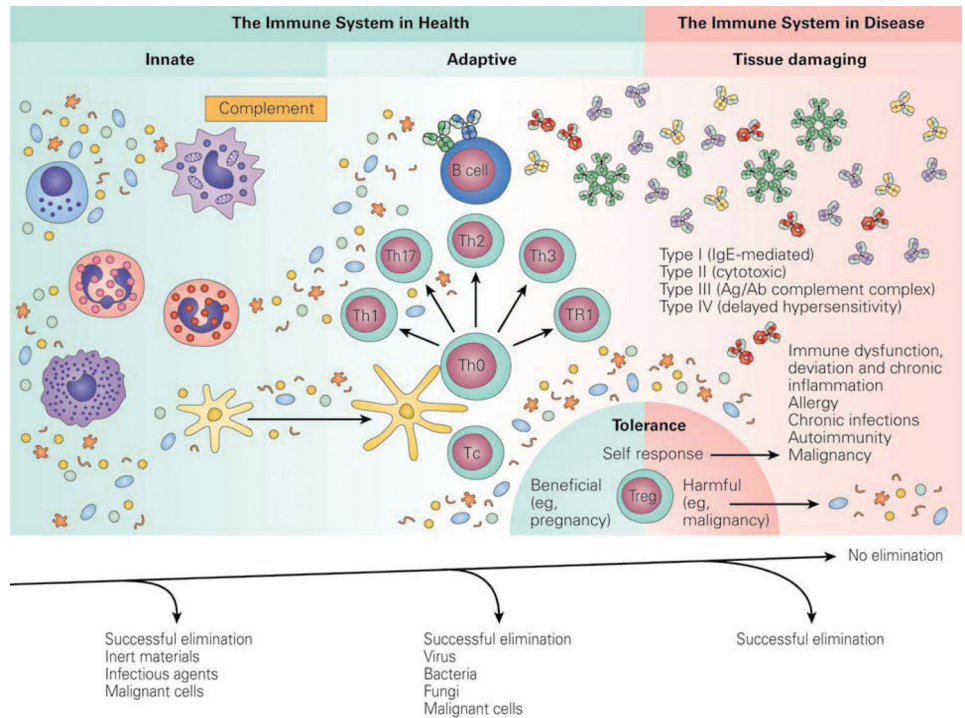 The Immune System in Health
The Immune System in Disease
Innate
Adaptive
Tissue damaging
Complement
B cell
Th17
Th2
Th3
Th1
TR1
Th0
Tc
Type I (IgE-mediated)
Type II (cytotoxic)
Type III (Ag/Ab complement complex)
Type IV (delayed hypersensitivity)
Immune dysfunction,
deviation and chronic
inflammation
Allergy
Chronic infections
Autoimmunity
Malignancy
Tolerance
Self response
Beneficial
(eg,
pregnancy)
Treg
Harmful
(eg,
malignancy)
No elimination
Successful elimination
Inert materials
Infectious agents
Malignant cells
Successful elimination
Virus
Bacteria
Fungi
Malignant cells
Successful elimination